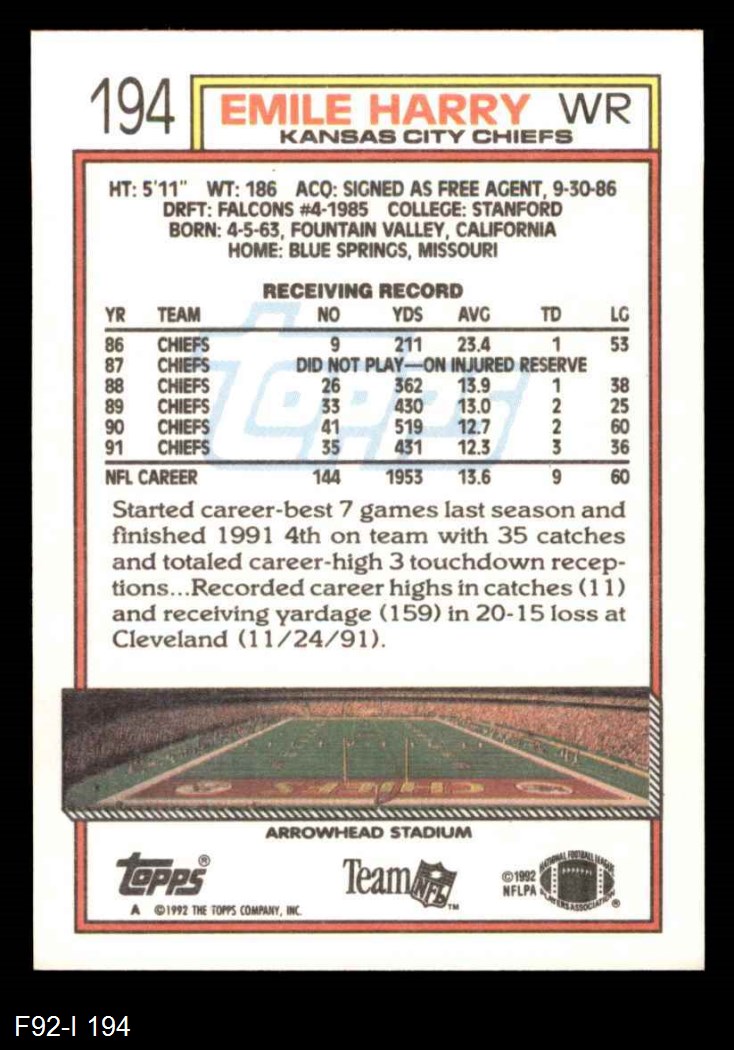 194
EMILE HARRY WR
KANSAS CITY CHIEFS
HT: 5'11" WT: 186 ACQ: SIGNED AS FREE AGENT, 9-30-86
DRFT: FALCONS #4-1985 COLLEGE: STANFORD
BORN: 4-5-63, FOUNTAIN VALLEY, CALIFORNIA
HOME: BLUE SPRINGS, MISSOURI
RECEIVING RECORD
YR TEAM NO YDS AVG TD LG
86 CHIEFS 9 211 23.4 1 53
87 CHIEFS DID NOT PLAY—ON INJURED RESERVE
88 CHIEFS 26 362 13.9 1 38
89 CHIEFS 33 430 13.0 2 25
90 CHIEFS 41 519 12.7 2 60
91 CHIEFS 35 431 12.3 3 36
NFL CAREER 144 1953 13.6 9 60
topps
Started career-best 7 games last season and
finished 1991 4th on team with 35 catches
and totaled career-high 3 touchdown recep-
tions...Recorded career highs in catches (11)
and receiving yardage (159) in 20-15 loss at
Cleveland (11/24/91).
CHIEFS
ARROWHEAD STADIUM
topps®
A ©1992 THE TOPPS COMPANY, INC.
Team NFL™
©1992
NFLPA
NATIONAL FOOTBALL LEAGUE
PLAYERS ASSOCIATION®
F92-I 194